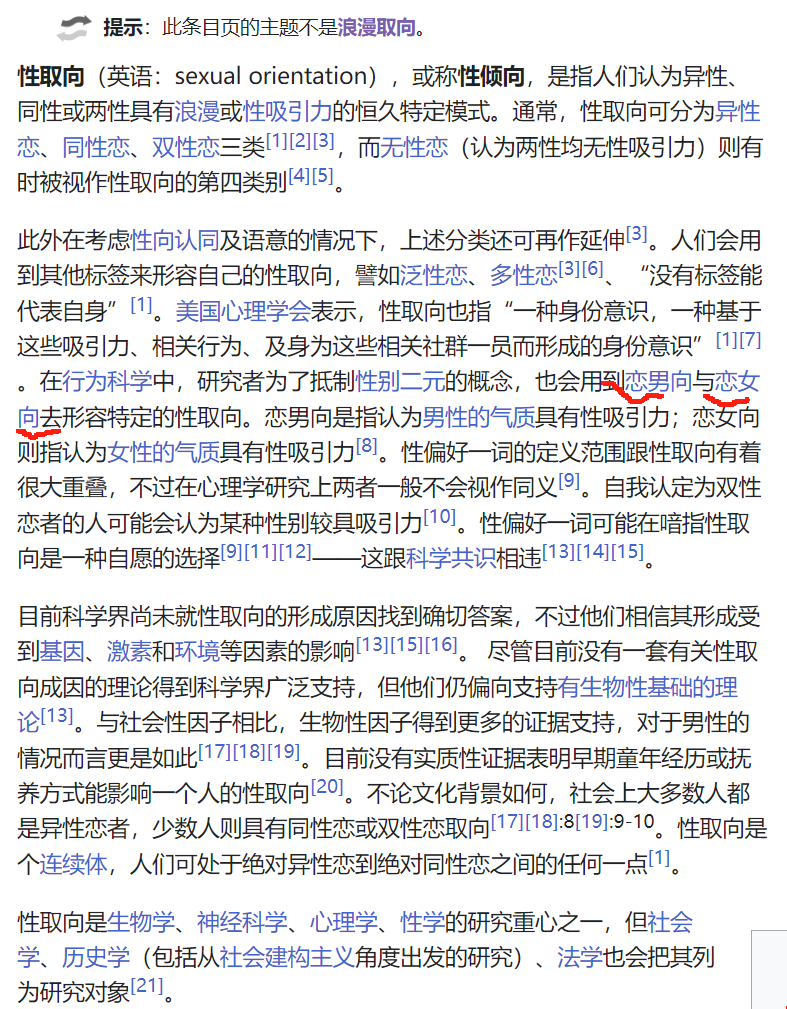 提示：此条目页的主题不是浪漫取向。
性取向（英语：sexual orientation），或称性倾向，是指人们认为异性、
同性或两性具有浪漫或性吸引力的恒久特定模式。通常，性取向可分为异性
恋、同性恋、双性恋三类[1][2][3]，而无性恋（认为两性均无性吸引力）则有
时被视作性取向的第四类别[4][5]。
此外在考虑性向认同及语意的情况下，上述分类还可再作延伸[3]。人们会用
到其他标签来形容自己的性取向，譬如泛性恋、多性恋[3][6]、“没有标签能
代表自身”[1]。美国心理学会表示，性取向也指“一种身份意识，一种基于
这些吸引力、相关行为、及身为这些相关社群一员而形成的身份意识”[1][7]
。在行为科学中，研究者为了抵制性别二元的概念，也会用到恋男向与恋女
向去形容特定的性取向。恋男向是指认为男性的气质具有性吸引力；恋女向
则指认为女性的气质具有性吸引力[8]。性偏好一词的定义范围跟性取向有着
很大重叠，不过在心理学研究上两者一般不会视作同义[9]。自我认定为双性
恋者的人可能会认为某种性别较具吸引力[10]。性偏好一词可能在喑指性取
向是一种自愿的选择[9][11][12]——这跟科学共识相违[13][14][15]。
目前科学界尚未就性取向的形成原因找到确切答案，不过他们相信其形成受
到基因、激素和环境等因素的影响[13][15][16]。 尽管目前没有一套有关性取
向成因的理论得到科学界广泛支持，但他们仍偏向支持有生物性基础的理
论[13]。与社会性因子相比，生物性因子得到更多的证据支持，对于男性的
情况而言更是如此[17][18][19]。目前没有实质性证据表明早期童年经历或抚
养方式能影响一个人的性取向[20]。不论文化背景如何，社会上大多数人都
是异性恋者，少数人则具有同性恋或双性恋取向[17][18]:8[19]:9-10。性取向是
个连续体，人们可处于绝对异性恋到绝对同性恋之间的任何一点[1]。
性取向是生物学、神经科学、心理学、性学的研究重心之一，但社会
学、历史学（包括从社会建构主义角度出发的研究）、法学也会把其列
为研究对象[21]。